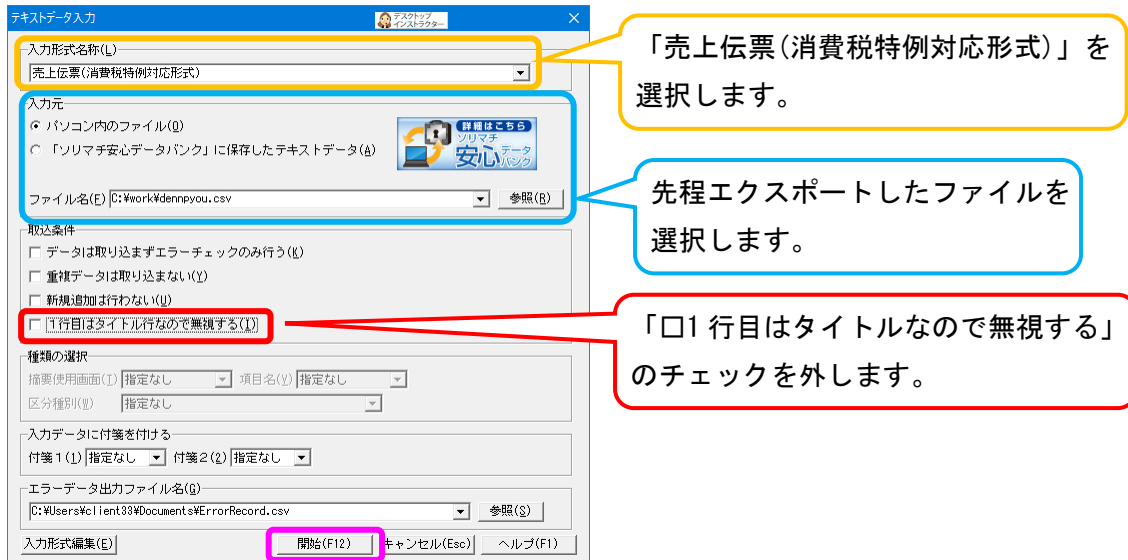 テキストデータ入力
デスクトップ
インストラクター
入力形式名称(L)
売上伝票(消費税特例対応形式)
「売上伝票(消費税特例対応形式)」を
選択します。
入力元
パソコン内のファイル(O)
「ソリマチ安心データバンク」に保存したテキストデータ(A)
詳細はこちら
ソリマチ
安心データ
バンク
ファイル名(F) C:¥work¥dennpyou.csv 参照(R)
先程エクスポートしたファイルを
選択します。
取込条件
データは取り込まずエラーチェックのみ行う(K)
重複データは取り込まない(Y)
新規追加は行わない(U)
1行目はタイトル行なので無視する(I)
「□1 行目はタイトルなので無視する」
のチェックを外します。
種類の選択
摘要使用画面(T) 指定なし 項目名(V) 指定なし
区分種別(W) 指定なし
入力データに付箋を付ける
付箋1(1) 指定なし 付箋2(2) 指定なし
エラーデータ出力ファイル名(G)
C:¥Users¥client33¥Documents¥ErrorRecord.csv 参照(S)
入力形式編集(E) 開始(F12) キャンセル(Esc) ヘルプ(F1)